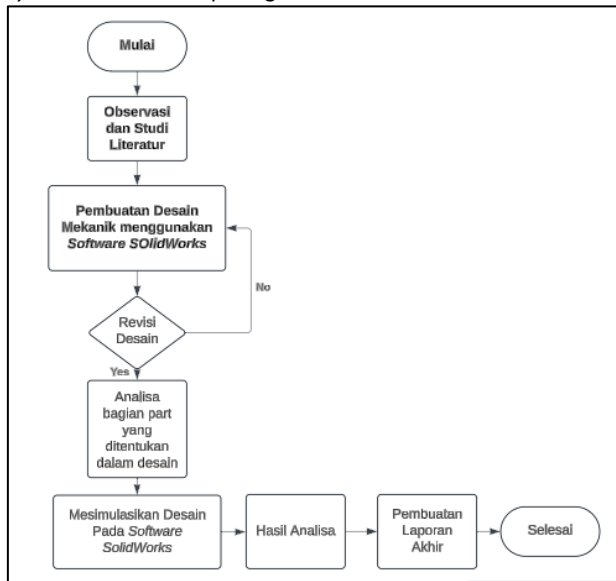 Mulai
Observasi
dan Studi
Literatur
Pembuatan Desain
Mekanik menggunakan
Software SOlidWorks
No
Revisi
Desain
Yes
Analisa
bagian part
yang
ditentukan
dalam desain
Mesimulasikan Desain
Pada Software
SolidWorks
Hasil Analisa
Pembuatan
Laporan
Akhir
Selesai